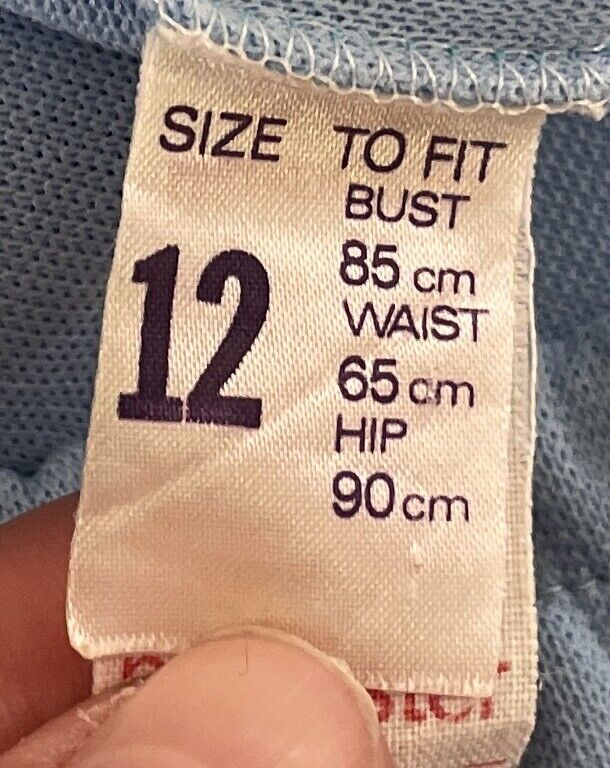 SIZE TO FIT
12
BUST
85 cm
WAIST
65 cm
HIP
90 cm